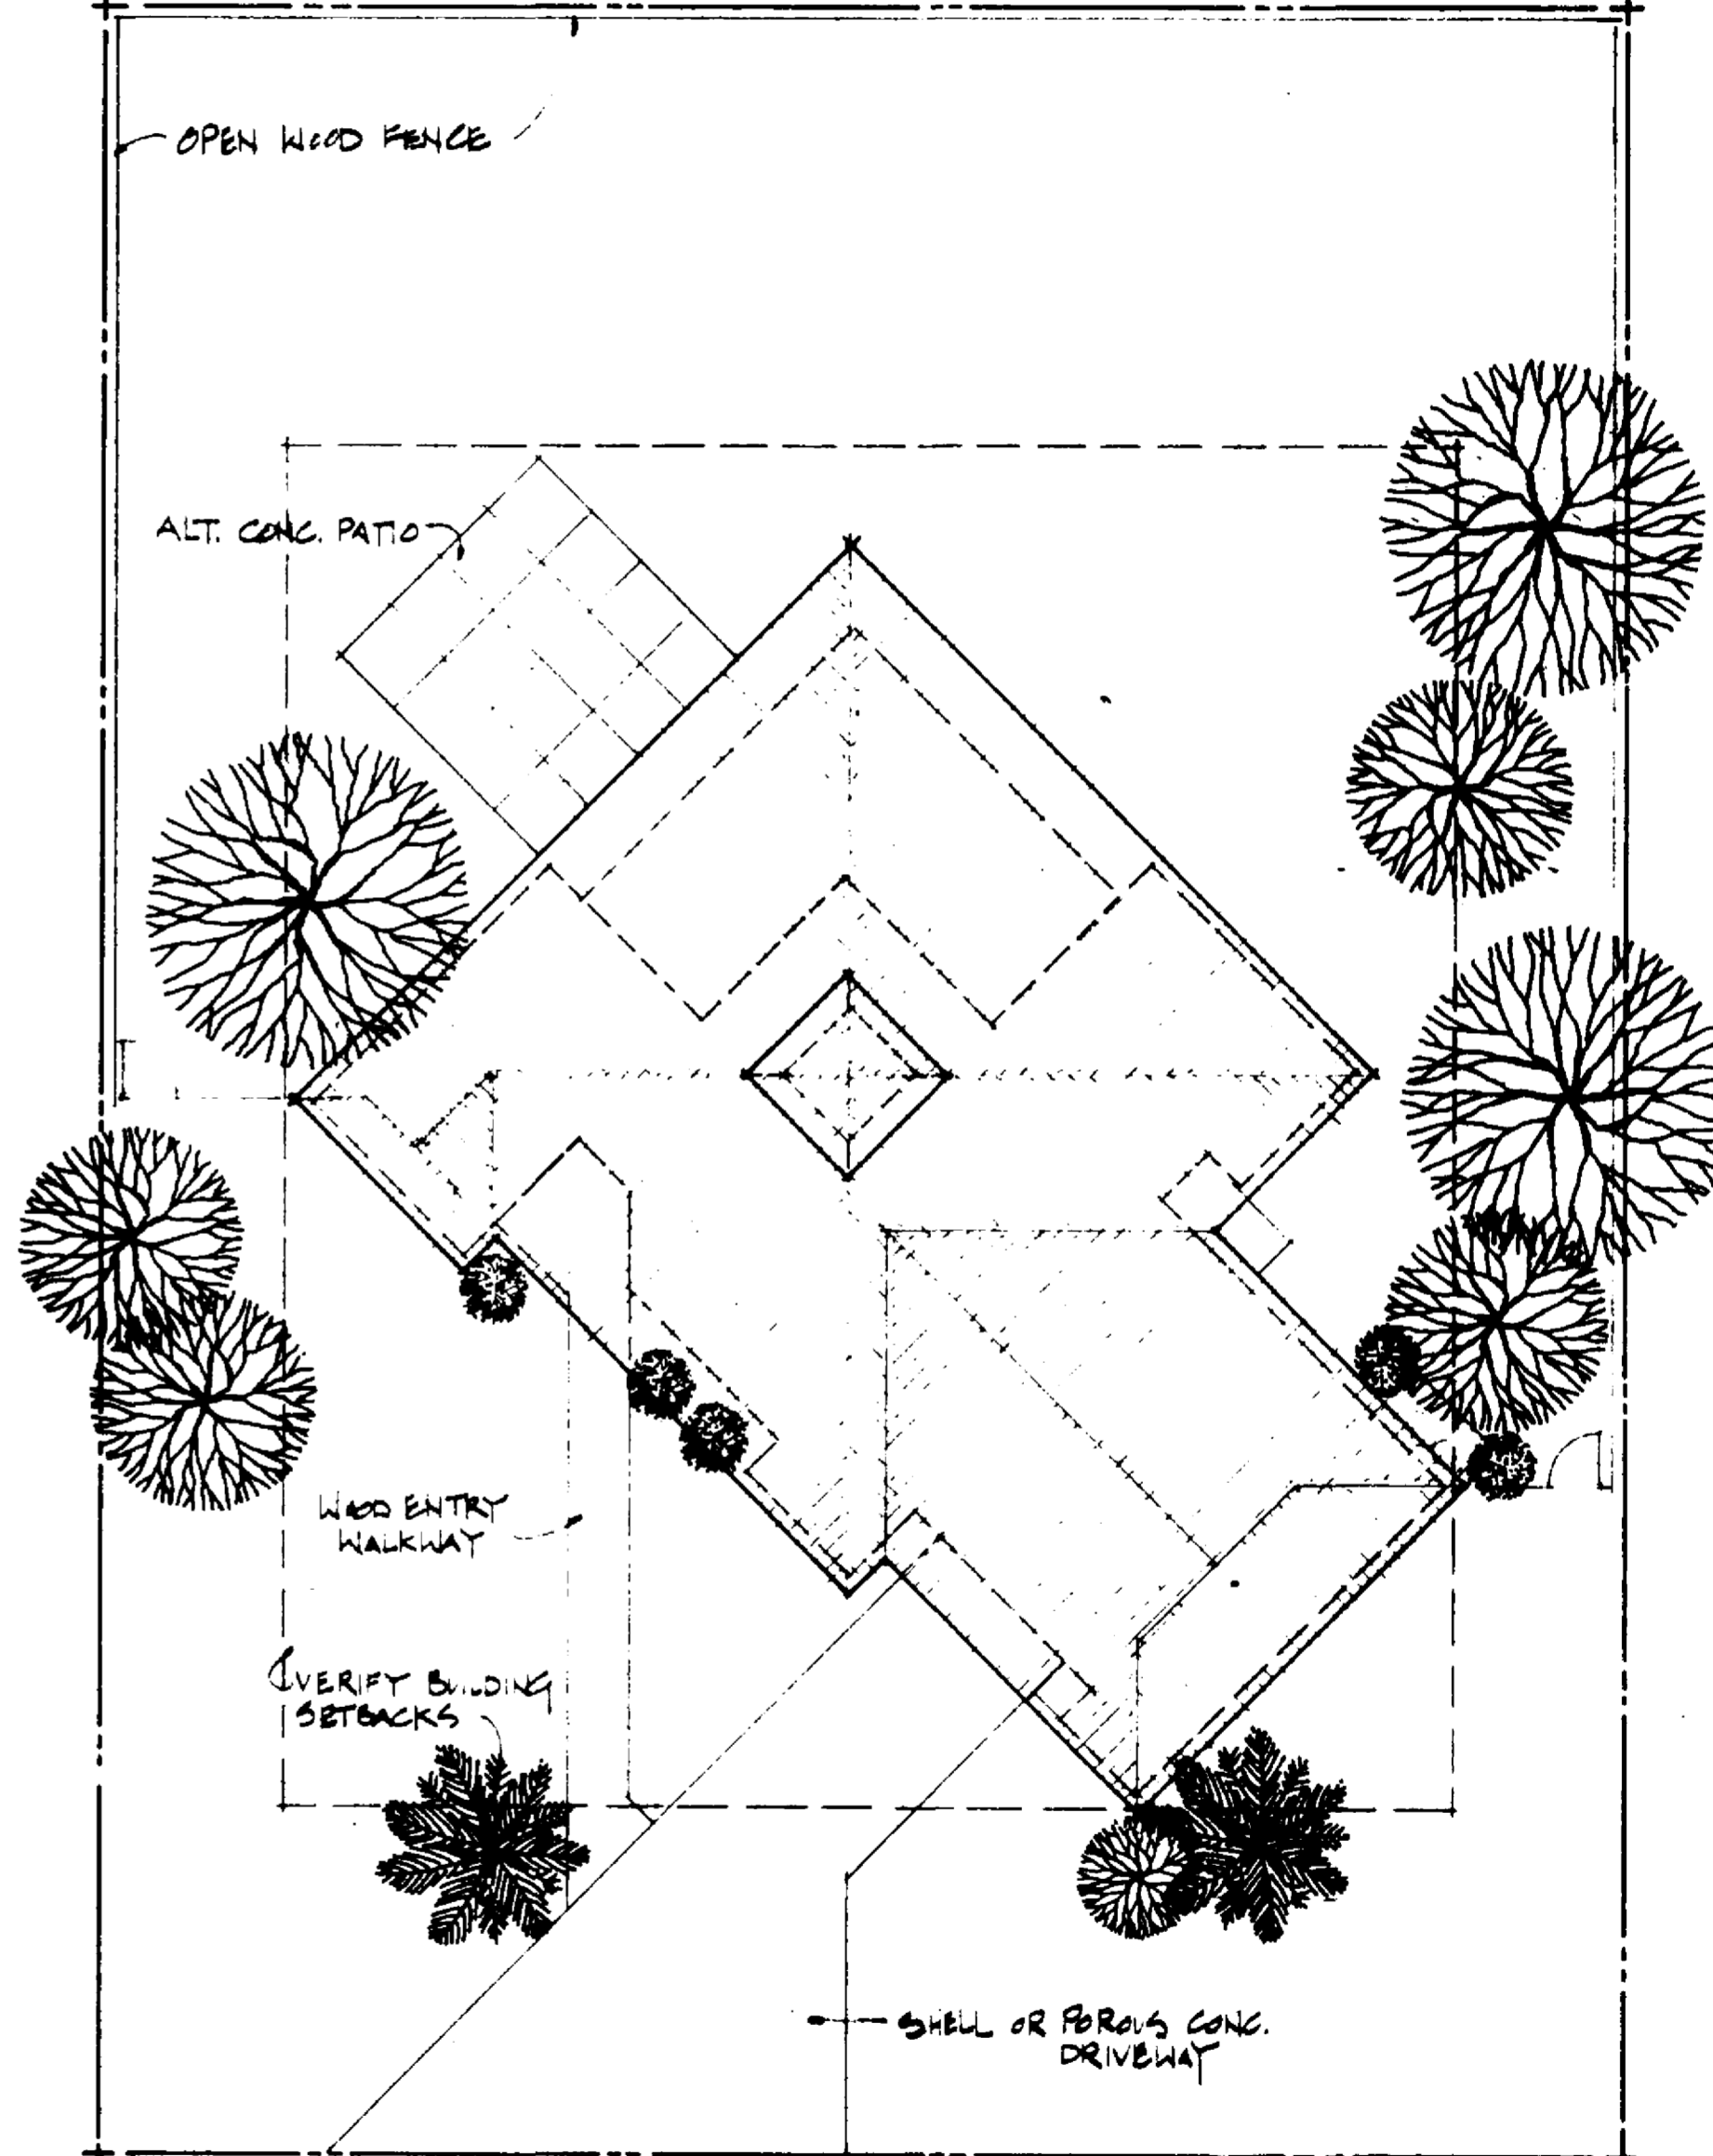 OPEN WOOD FENCE
ALT. CONC. PATIO
WOOD ENTRY
WALKWAY
VERIFY BUILDING
SETBACKS
SHELL OR POROUS CONC.
DRIVEWAY